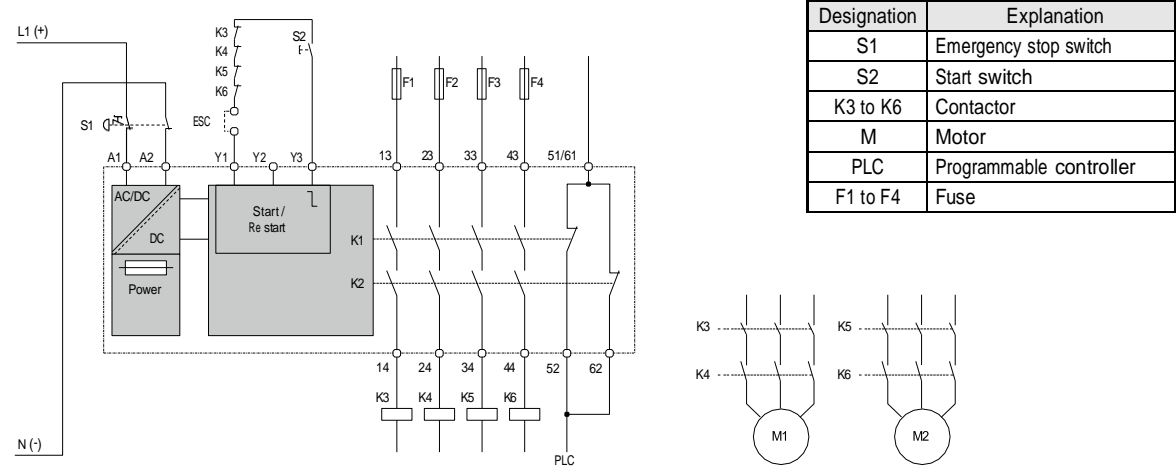 L1 (+)
K3
K4
K5
K6
S2
ESC
F1
F2
F3
F4
S1
A1
A2
Y1
Y2
Y3
13
23
33
43
51/61
AC/DC
DC
Power
Start /
Re start
K1
K2
14
24
34
44
52
62
K3
K4
K5
K6
N (-)
PLC
Designation Explanation
S1 Emergency stop switch
S2 Start switch
K3 to K6 Contactor
M Motor
PLC Programmable controller
F1 to F4 Fuse
K3
K4
M1
K5
K6
M2